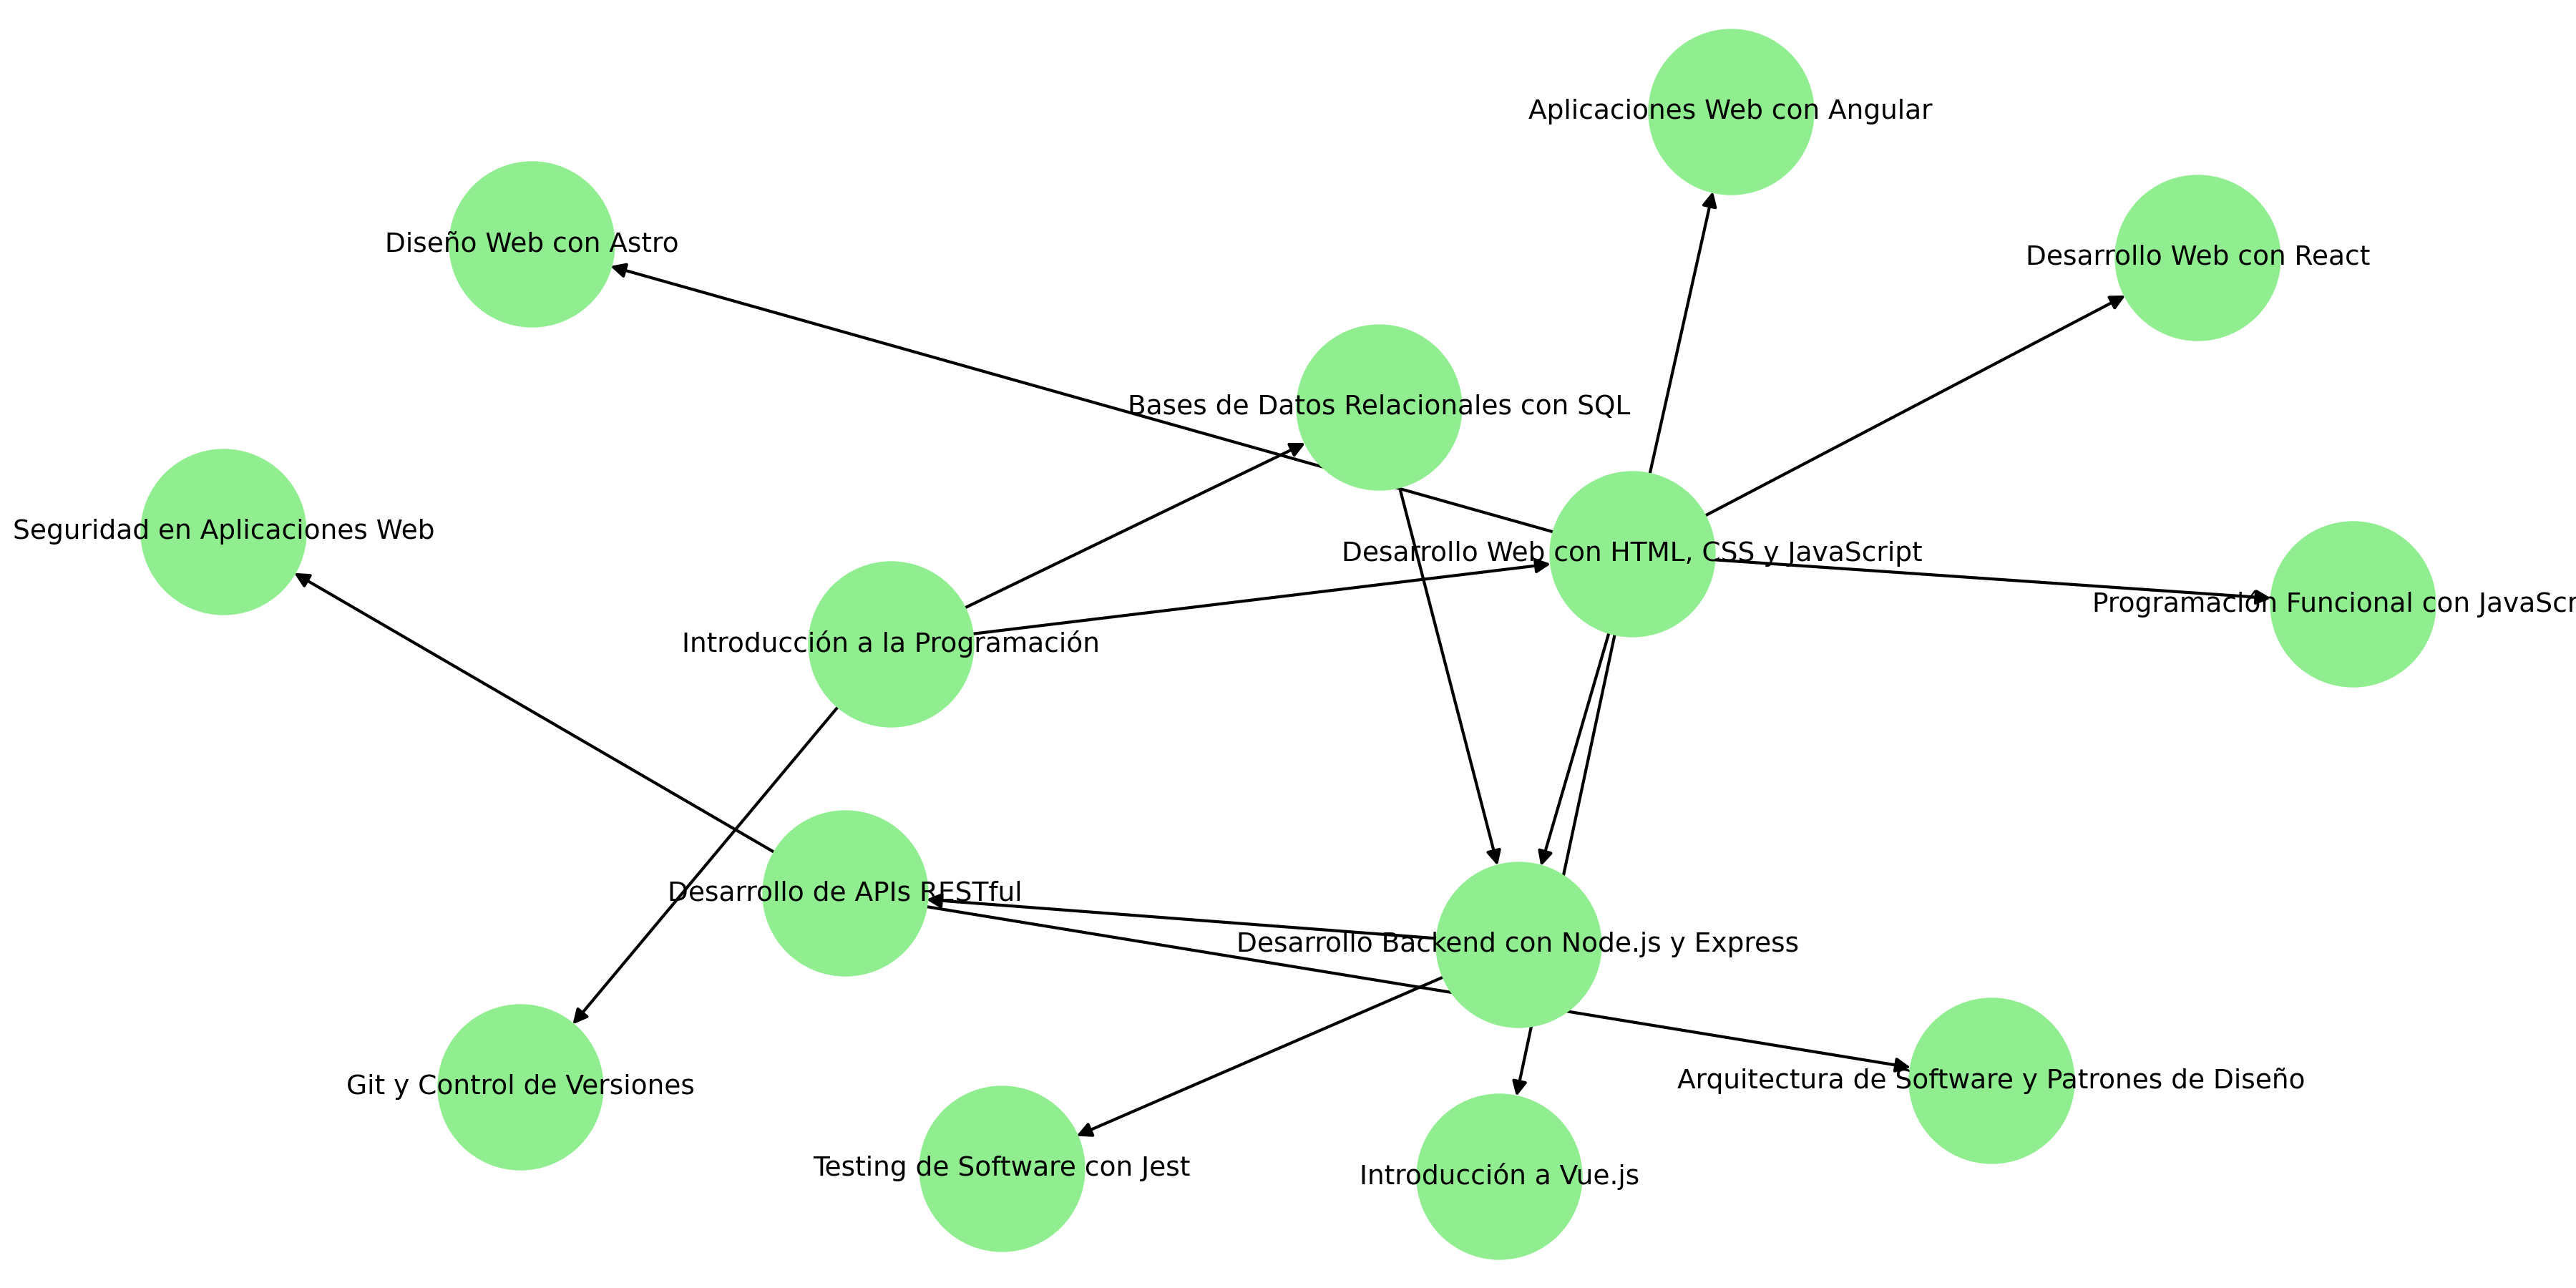 Aplicaciones Web con Angular
Diseño Web con Astro
Desarrollo Web con React
Bases de Datos Relacionales con SQL
Seguridad en Aplicaciones Web
Desarrollo Web con HTML, CSS y JavaScript
Programación Funcional con JavaScr
Introducción a la Programación
Desarrollo de APIs RESTful
Desarrollo Backend con Node.js y Express
Git y Control de Versiones
Arquitectura de Software y Patrones de Diseño
Testing de Software con Jest
Introducción a Vue.js